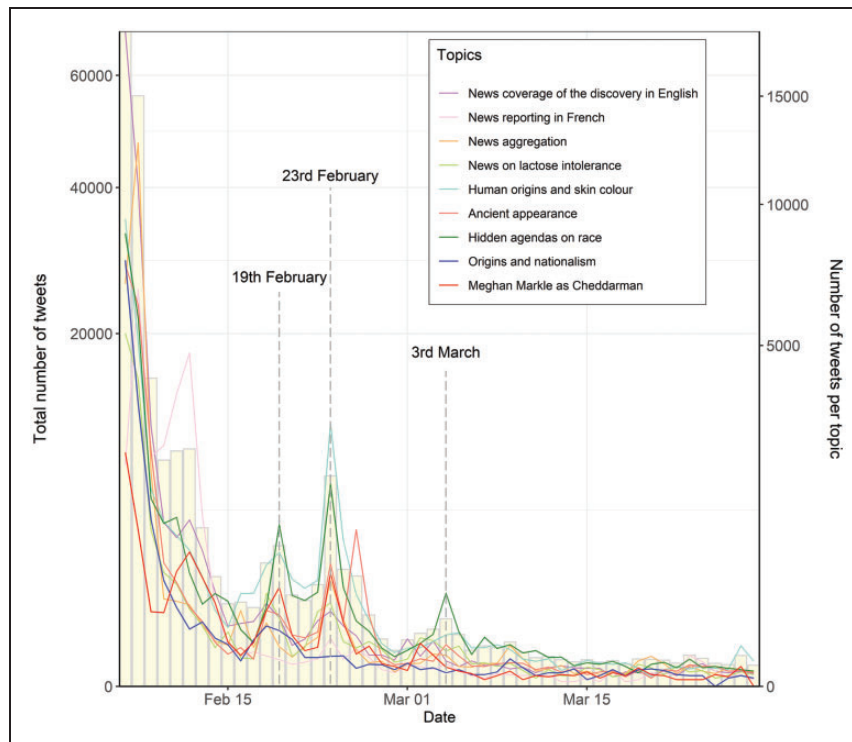 Topics
News coverage of the discovery in English
News reporting in French
News aggregation
News on lactose intolerance
Human origins and skin colour
Ancient appearance
Hidden agendas on race
Origins and nationalism
Meghan Markle as Cheddarman
23rd February
19th February
3rd March
Total number of tweets
60000
40000
20000
0
Number of tweets per topic
15000
10000
5000
0
Feb 15
Mar 01
Mar 15
Date